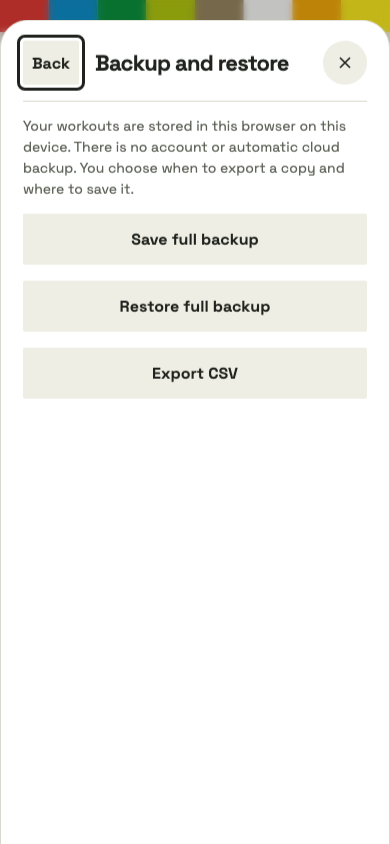 Back
Backup and restore
Your workouts are stored in this browser on this
device. There is no account or automatic cloud
backup. You choose when to export a copy and
where to save it.
Save full backup
Restore full backup
Export CSV